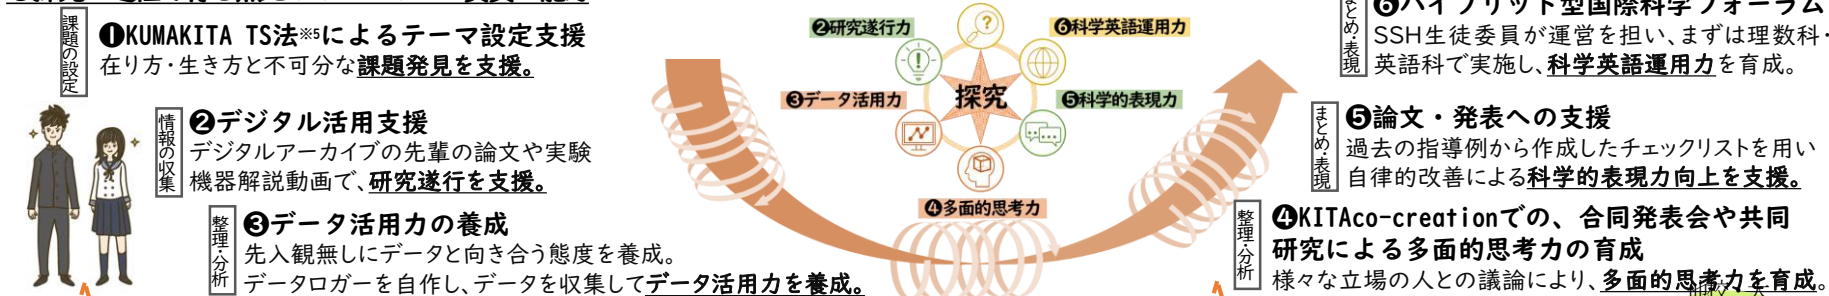 課題の設定
❶KUMAKITA TS法※5によるテーマ設定支援
在り方・生き方と不可分な課題発見を支援。
情報の収集
❷デジタル活用支援
デジタルアーカイブの先輩の論文や実験
機器解説動画で、研究遂行を支援。
整理・分析
❸データ活用力の養成
先入観無しにデータと向き合う態度を養成。
データロガーを自作し、データを収集してデータ活用力を養成。
❷研究遂行力
❻科学英語運用力
❸データ活用力
探究
❺科学的表現力
❹多面的思考力
まとめ・表現
❻ハイブリッド型国際科学フォーラム
SSH生徒委員が運営を担い、まずは理数科・
英語科で実施し、科学英語運用力を育成。
まとめ・表現
❺論文・発表への支援
過去の指導例から作成したチェックリストを用い
自律的改善による科学的表現力向上を支援。
整理・分析
❹KITAco-creationでの、合同発表会や共同
研究による多面的思考力の育成
様々な立場の人との議論により、多面的思考力を育成。